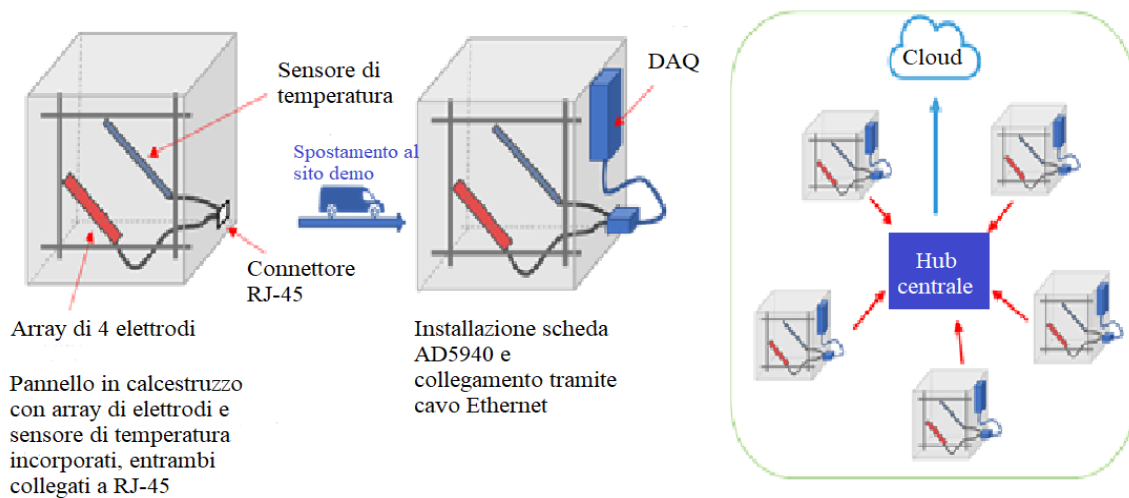 Sensore di
temperatura
Connettore
RJ-45
Array di 4 elettrodi
Pannello in calcestruzzo
con array di elettrodi e
sensore di temperatura
incorporati, entrambi
collegati a RJ-45
Spostamento al
sito demo
DAQ
Installazione scheda
AD5940 e
collegamento tramite
cavo Ethernet
Cloud
Hub
centrale